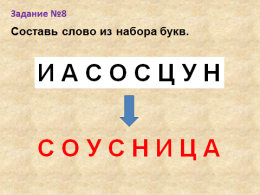 Задание №8
Составь слово из набора букв.
И А С О С Ц У Н
С О У С Н И Ц А